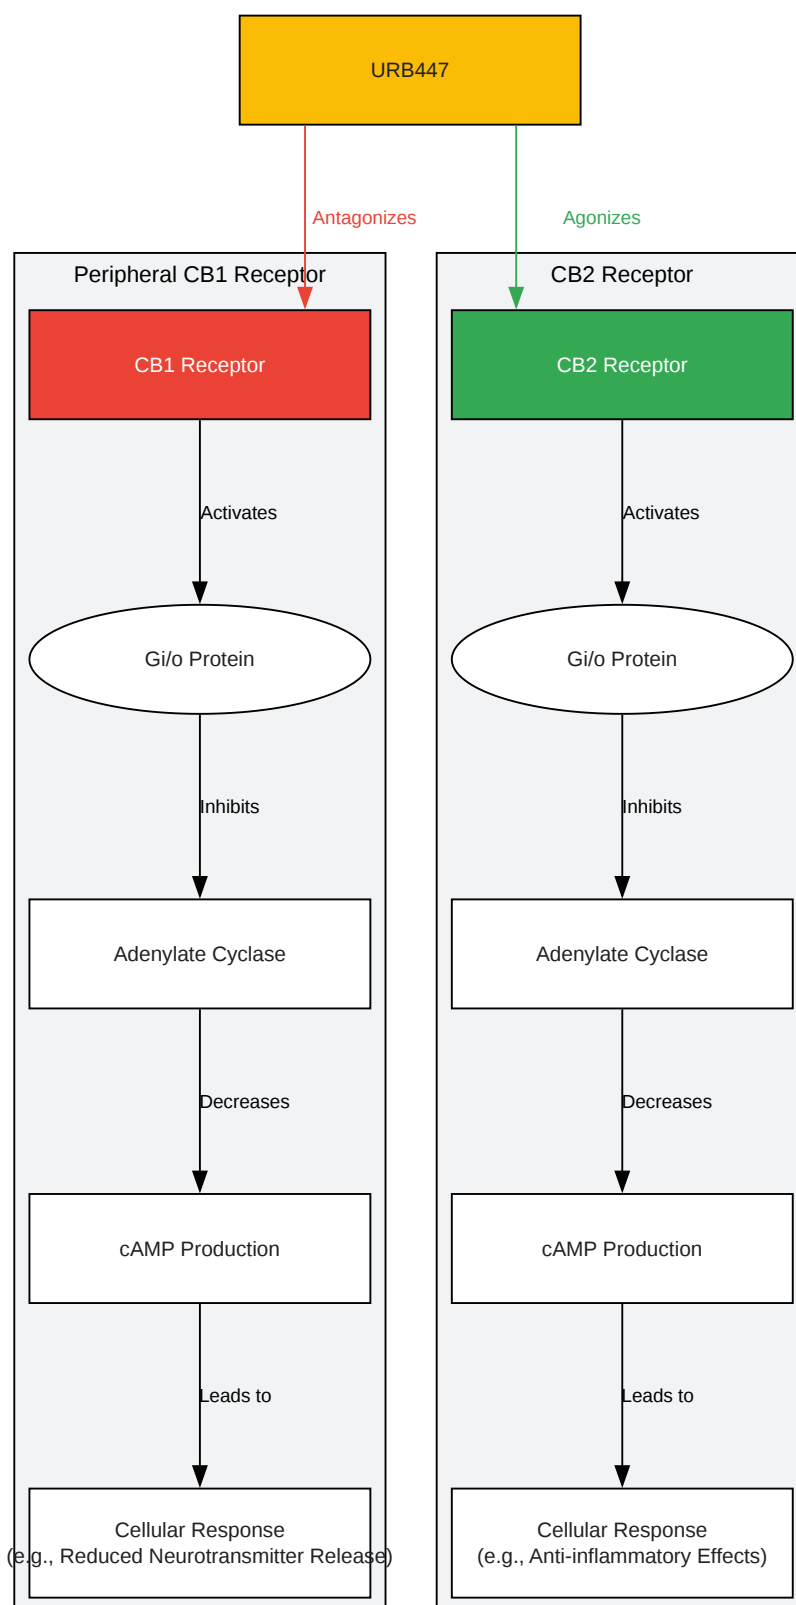 URB447
Antagonizes
Agonizes
Peripheral CB1 Receptor
CB1 Receptor
Activates
Gi/o Protein
Inhibits
Adenylate Cyclase
Decreases
cAMP Production
Leads to
Cellular Response
(e.g., Reduced Neurotransmitter Release)
CB2 Receptor
CB2 Receptor
Activates
Gi/o Protein
Inhibits
Adenylate Cyclase
Decreases
cAMP Production
Leads to
Cellular Response
(e.g., Anti-inflammatory Effects)